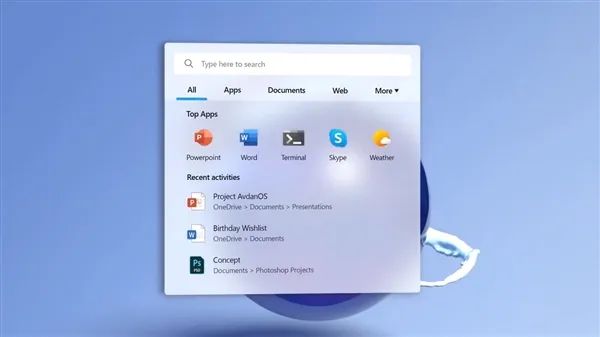 Type here to search
All Apps Documents Web More ▾
Top Apps
Powerpoint Word Terminal Skype Weather
Recent activities
Project AvdanOS
OneDrive > Documents > Presentations
Birthday Wishlist
OneDrive > Documents
Concept
Documents > Photoshop Projects